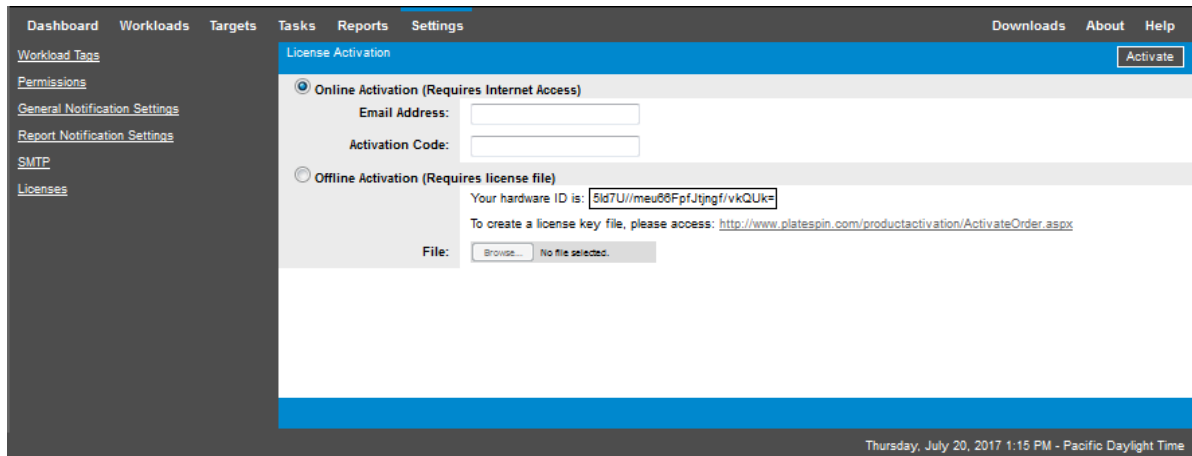 Dashboard Workloads Targets Tasks Reports Settings Downloads About Help
Workload Tags
Permissions
General Notification Settings
Report Notification Settings
SMTP
Licenses
License Activation
Activate
Online Activation (Requires Internet Access)
Email Address:
Activation Code:
Offline Activation (Requires license file)
Your hardware ID is: 5ld7U//meu66FpfJtjngf/vkQUk=
To create a license key file, please access: http://www.platespin.com/productactivation/ActivateOrder.aspx
File: Browse... No file selected.
Thursday, July 20, 2017 1:15 PM - Pacific Daylight Time